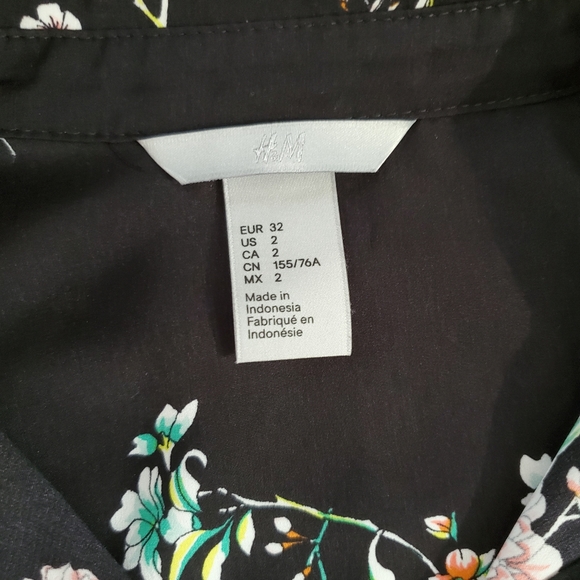 H&M
EUR 32
US 2
CA 2
CN 155/76A
MX 2
Made in
Indonesia
Fabriqué en
Indonésie